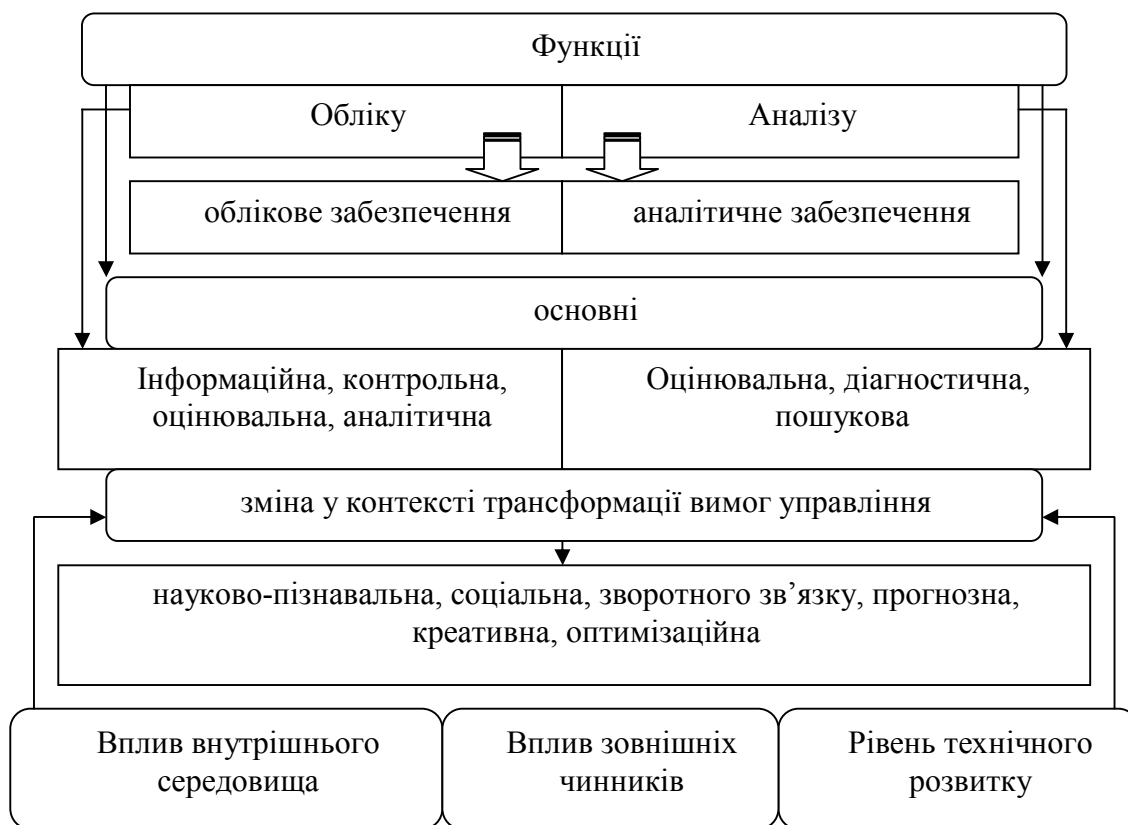 Функції
Обліку
Аналізу
облікове забезпечення
аналітичне забезпечення
основні
Інформаційна, контрольна,
оцінювальна, аналітична
Оцінювальна, діагностична,
пошукова
зміна у контексті трансформації вимог управління
науково-пізнавальна, соціальна, зворотного зв’язку, прогнозна,
креативна, оптимізаційна
Вплив внутрішнього
середовища
Вплив зовнішніх
чинників
Рівень технічного
розвитку